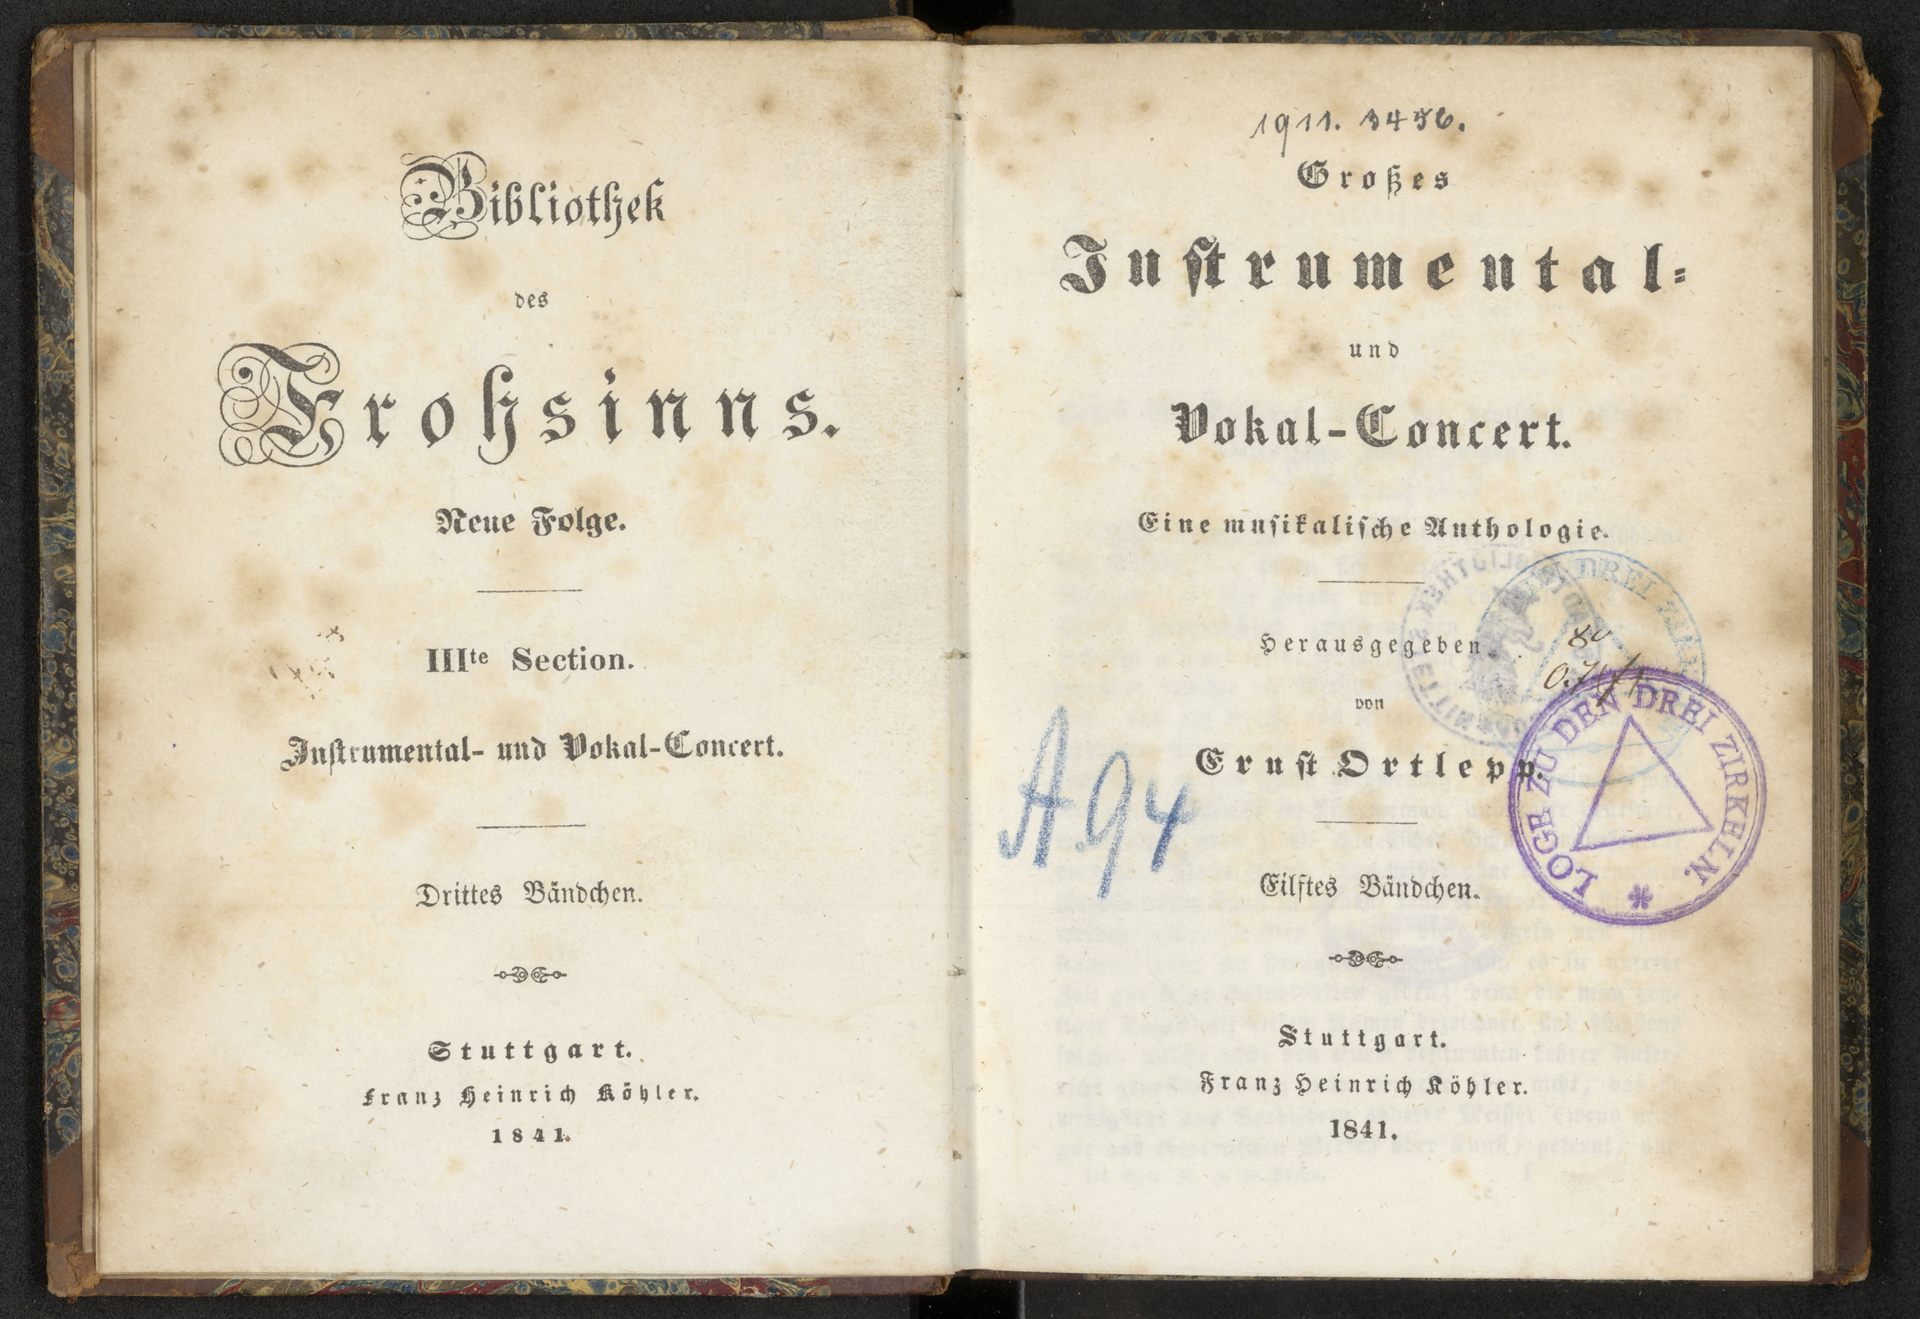 Bibliothek
des
Frohsinns.
Neue Folge.
IIIte Section.
Instrumental- und Vokal-Concert.
Drittes Bändchen.
Stuttgart.
Franz Heinrich Köhler.
1841.
1911. 3456.
Großes
Instrumental-
und
Vokal-Concert.
Eine musikalische Anthologie.
Herausgegeben
von
Ernst Ortlepp.
Eilftes Bändchen.
Stuttgart.
Franz Heinrich Köhler.
1841.
A 94
LOGE ZU DEN DREI ZIRKELN.
DREI